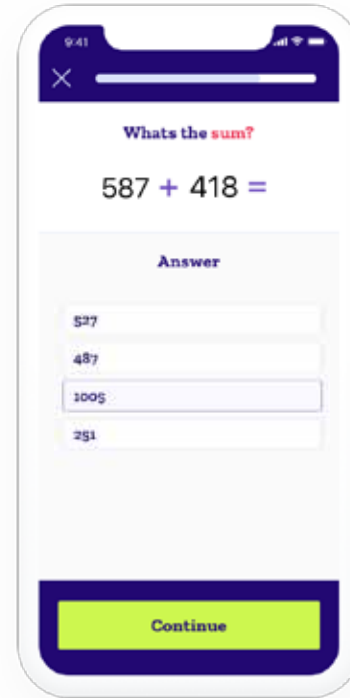 9:41
Whats the sum?
587 + 418 =
Answer
527
487
1005
251
Continue